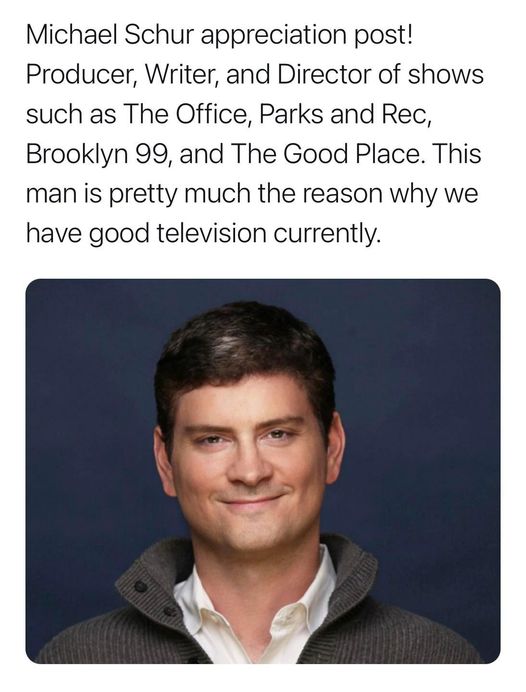 Michael Schur appreciation post!
Producer, Writer, and Director of shows
such as The Office, Parks and Rec,
Brooklyn 99, and The Good Place. This
man is pretty much the reason why we
have good television currently.